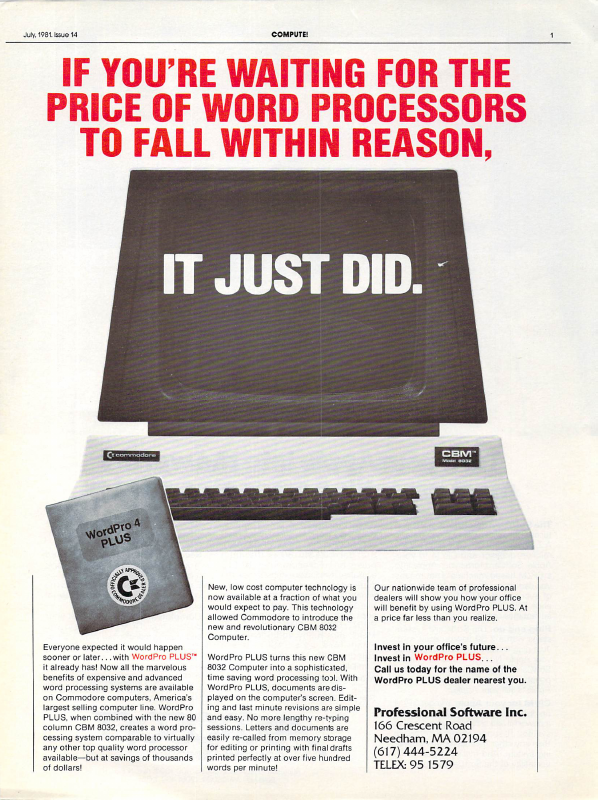 July, 1981. Issue 14
COMPUTE!
1
IF YOU'RE WAITING FOR THE
PRICE OF WORD PROCESSORS
TO FALL WITHIN REASON,
IT JUST DID.
commodore
CBM™
Model 8032
WordPro 4
PLUS
OFFICIALLY APPROVED
BY COMMODORE
Everyone expected it would happen
sooner or later...with WordPro PLUS™
it already has! Now all the marvelous
benefits of expensive and advanced
word processing systems are available
on Commodore computers, America's
largest selling computer line. WordPro
PLUS, when combined with the new 80
column CBM 8032, creates a word pro-
cessing system comparable to virtually
any other top quality word processor
available—but at savings of thousands
of dollars!
New, low cost computer technology is
now available at a fraction of what you
would expect to pay. This technology
allowed Commodore to introduce the
new and revolutionary CBM 8032
Computer.
WordPro PLUS turns this new CBM
8032 Computer into a sophisticated,
time saving word processing tool. With
WordPro PLUS, documents are dis-
played on the computer's screen. Edit-
ing and last minute revisions are simple
and easy. No more lengthy re-typing
sessions. Letters and documents are
easily re-called from memory storage
for editing or printing with final drafts
printed perfectly at over five hundred
words per minute!
Our nationwide team of professional
dealers will show you how your office
will benefit by using WordPro PLUS. At
a price far less than you realize.
Invest in your office's future...
Invest in WordPro PLUS...
Call us today for the name of the
WordPro PLUS dealer nearest you.
Professional Software Inc.
166 Crescent Road
Needham, MA 02194
(617) 444-5224
TELEX: 95 1579